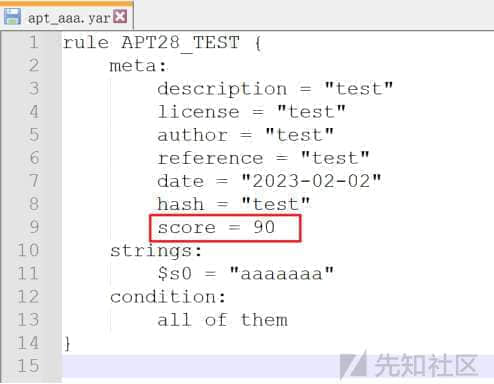 apt_aaa.yar
1 rule APT28_TEST {
2     meta:
3         description = "test"
4         license = "test"
5         author = "test"
6         reference = "test"
7         date = "2023-02-02"
8         hash = "test"
9         score = 90
10     strings:
11         $s0 = "aaaaaaa"
12     condition:
13         all of them
14 }
15
先知社区